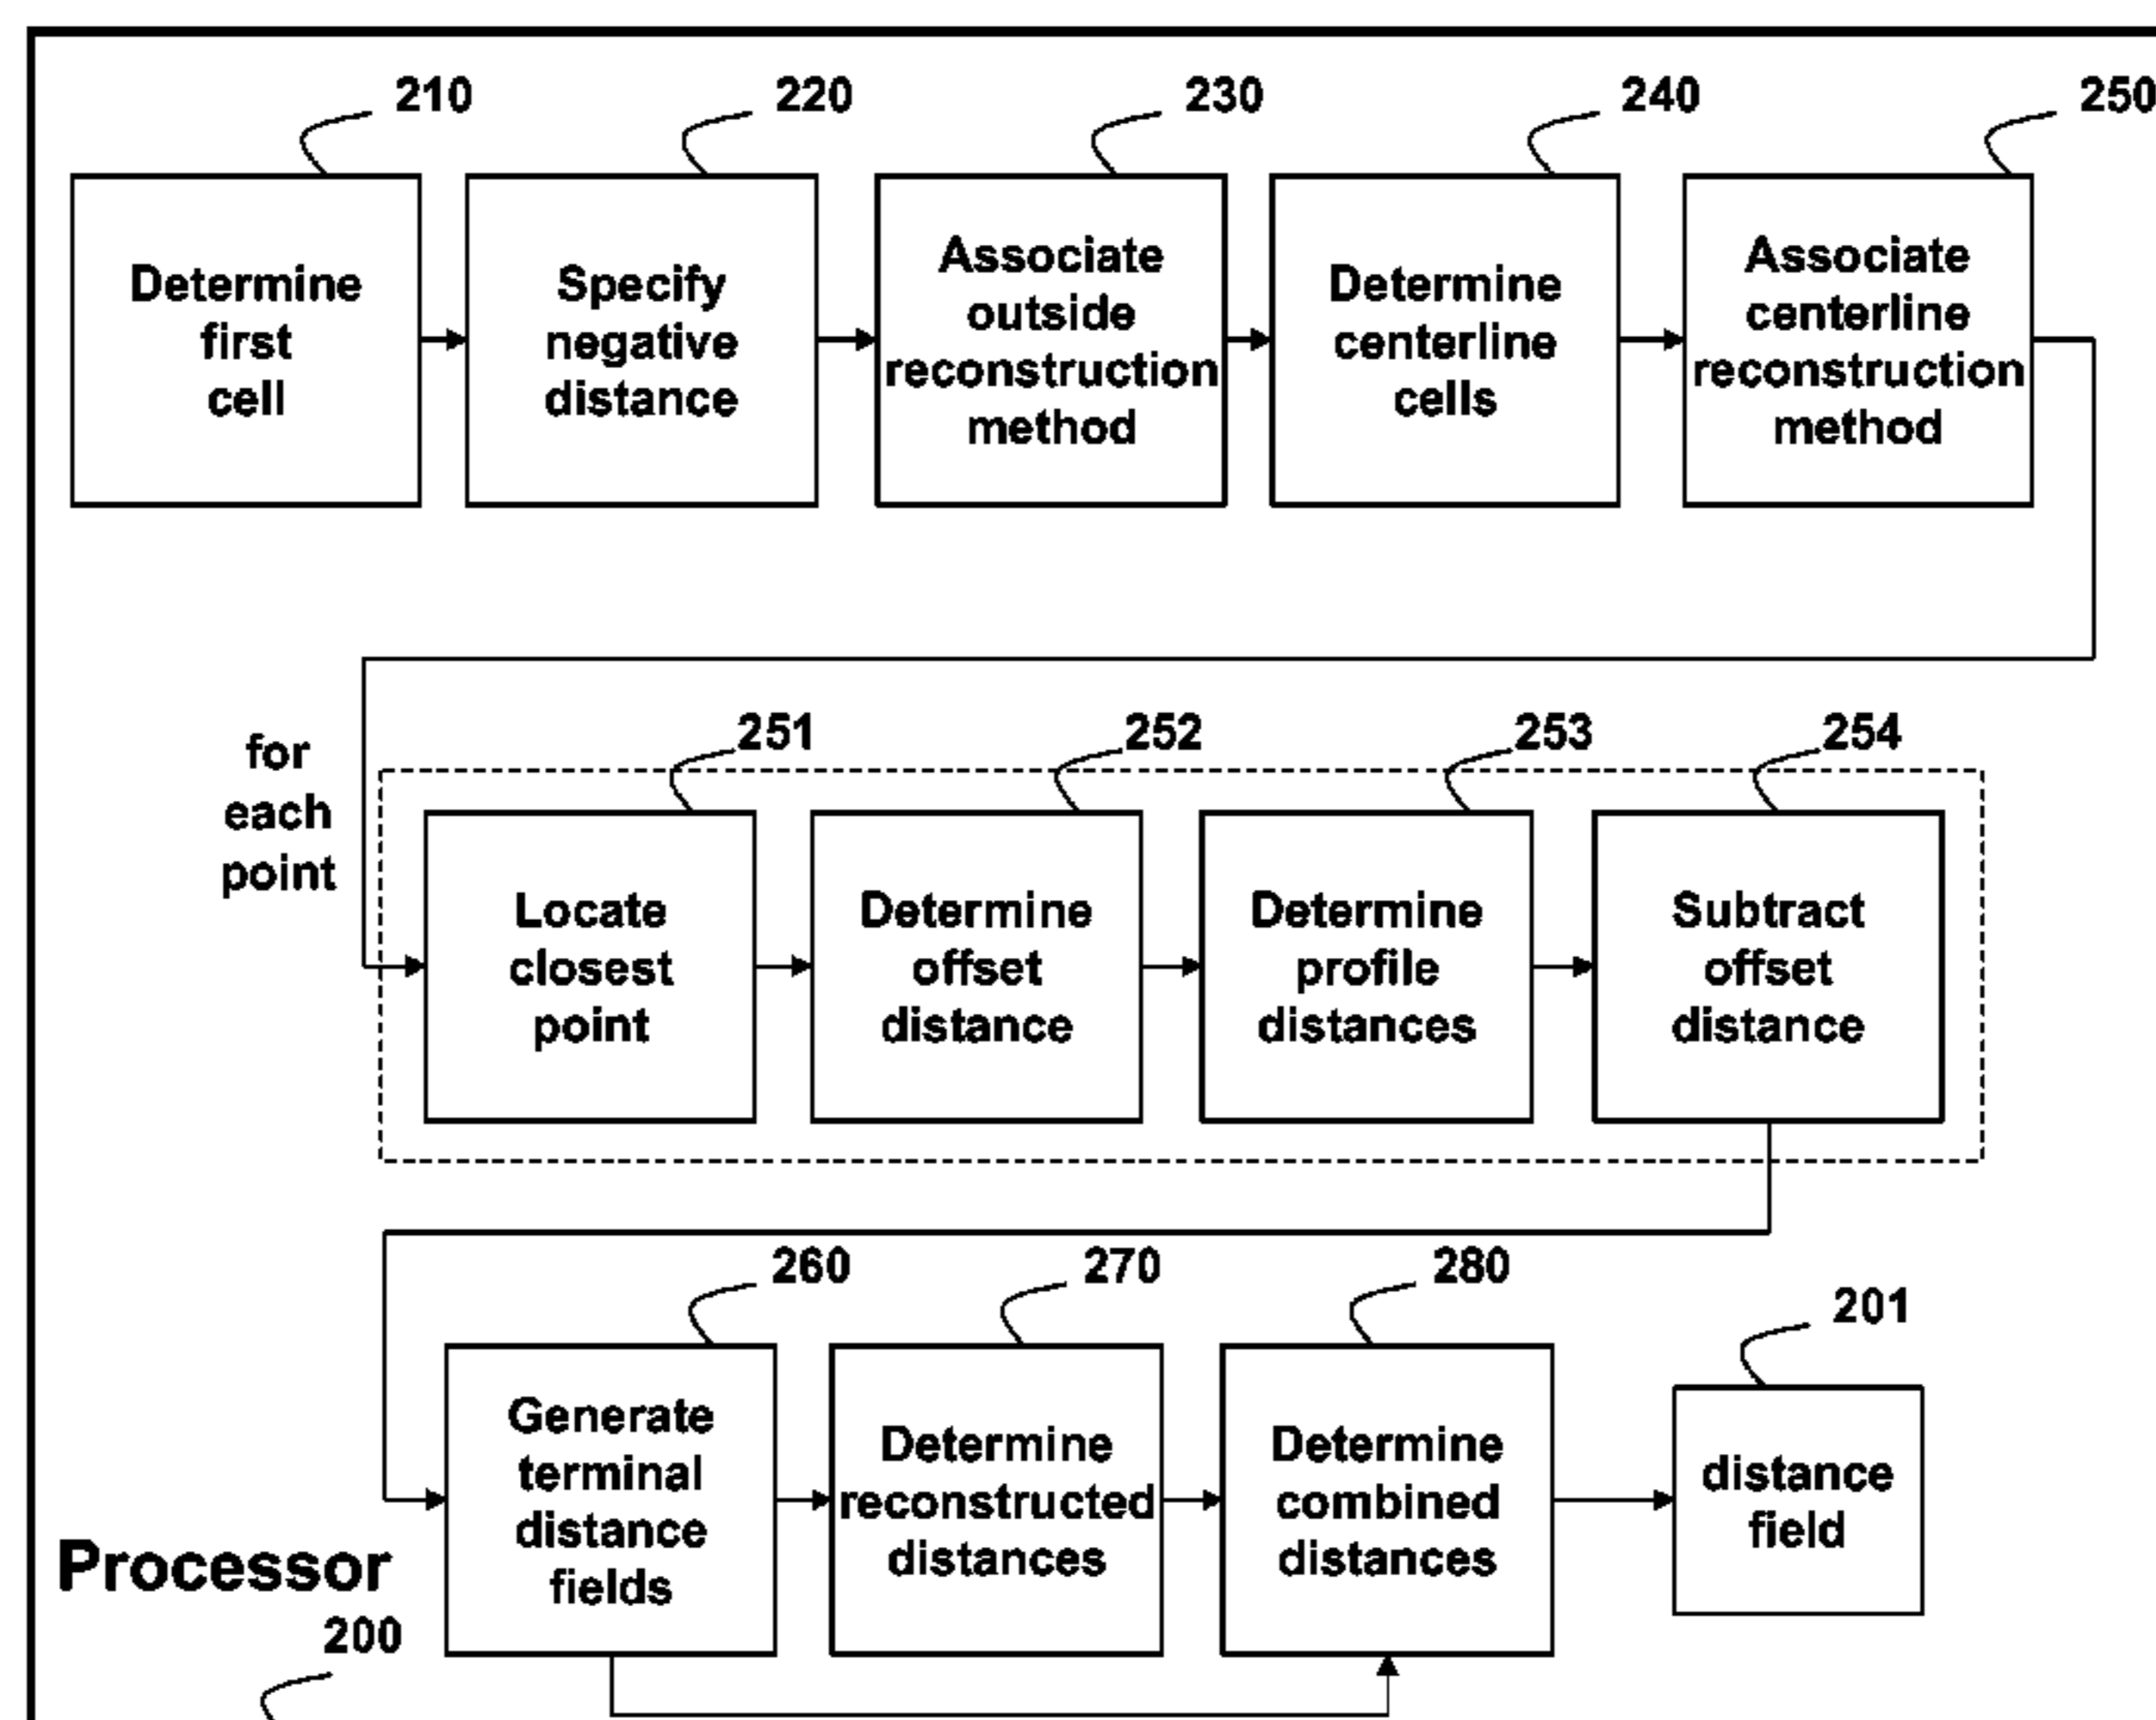 210
220
230
240
250
Determine
first
cell
Specify
negative
distance
Associate
outside
reconstruction
method
Determine
centerline
cells
Associate
centerline
reconstruction
method
for
each
point
251
252
253
254
Locate
closest
point
Determine
offset
distance
Determine
profile
distances
Subtract
offset
distance
260
270
280
201
Generate
terminal
distance
fields
Determine
reconstructed
distances
Determine
combined
distances
distance
field
Processor
200